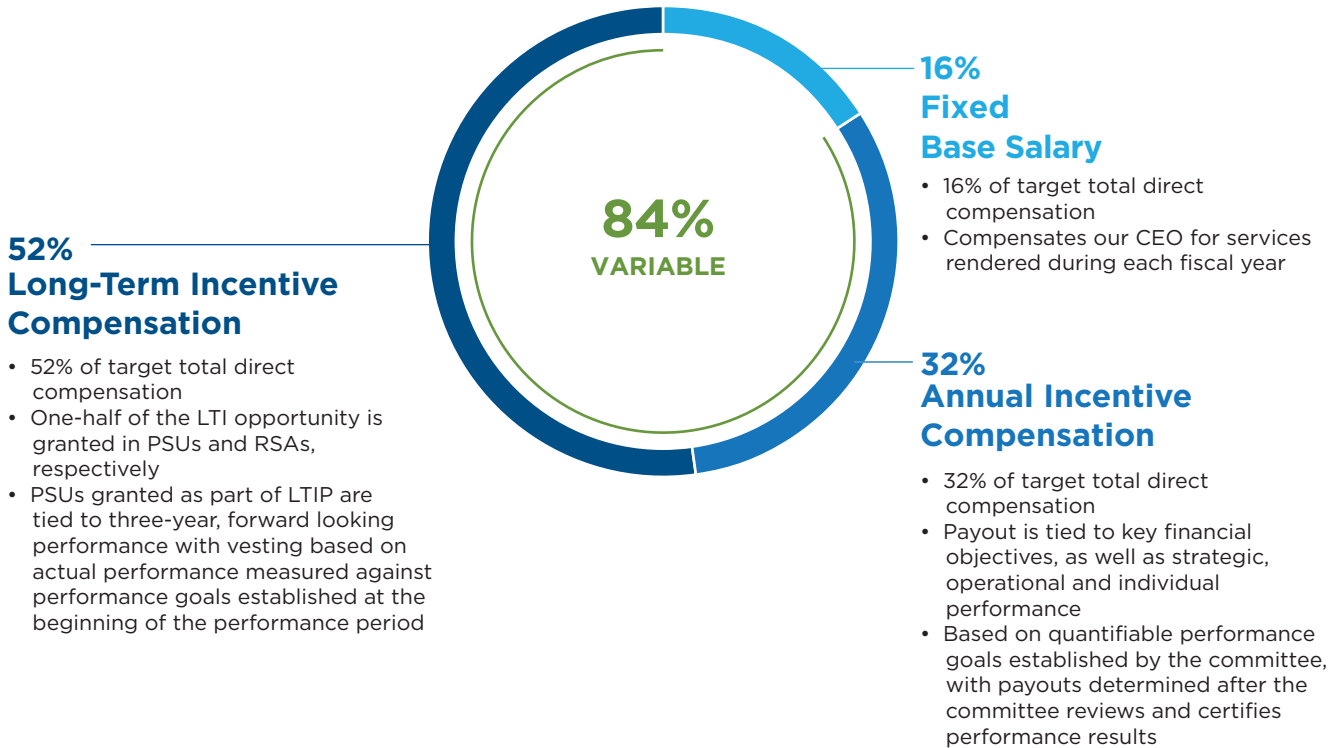 84%
VARIABLE
16%
Fixed
Base Salary
• 16% of target total direct
compensation
• Compensates our CEO for services
rendered during each fiscal year
32%
Annual Incentive
Compensation
• 32% of target total direct
compensation
• Payout is tied to key financial
objectives, as well as strategic,
operational and individual
performance
• Based on quantifiable performance
goals established by the committee,
with payouts determined after the
committee reviews and certifies
performance results
52%
Long-Term Incentive
Compensation
• 52% of target total direct
compensation
• One-half of the LTI opportunity is
granted in PSUs and RSAs,
respectively
• PSUs granted as part of LTIP are
tied to three-year, forward looking
performance with vesting based on
actual performance measured against
performance goals established at the
beginning of the performance period